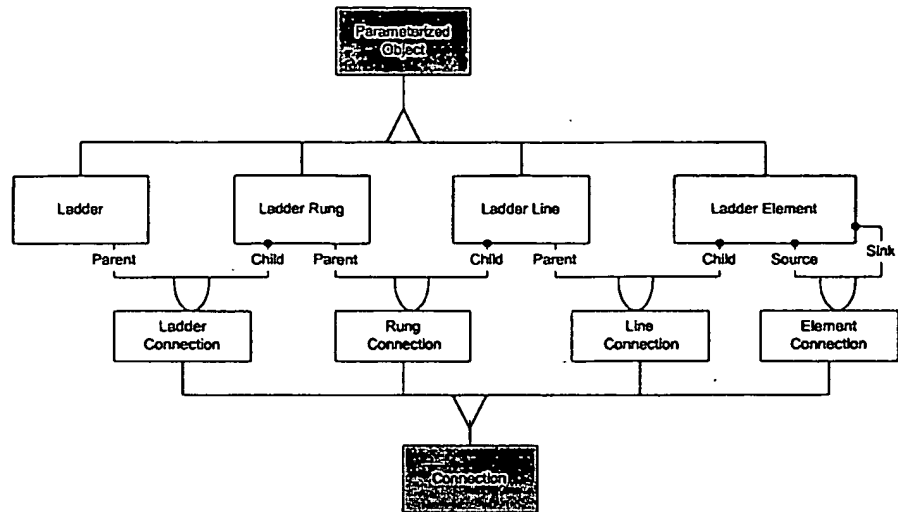 Parameterized
Object
Ladder
Ladder Rung
Ladder Line
Ladder Element
Parent
Child
Parent
Child
Parent
Child
Source
Sink
Ladder
Connection
Rung
Connection
Line
Connection
Element
Connection
Connection